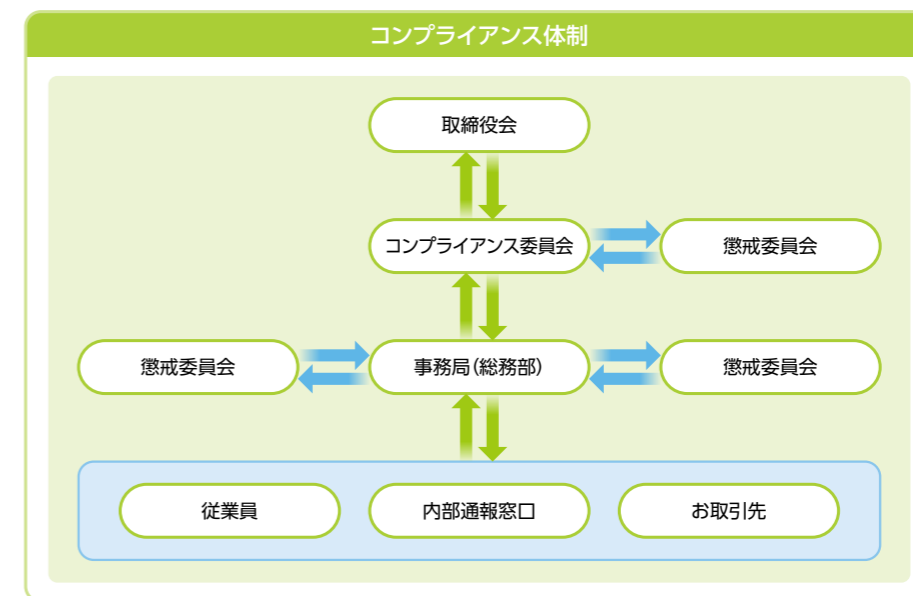 コンプライアンス体制
取締役会
コンプライアンス委員会
懲戒委員会
懲戒委員会
事務局(総務部)
懲戒委員会
従業員
内部通報窓口
お取引先